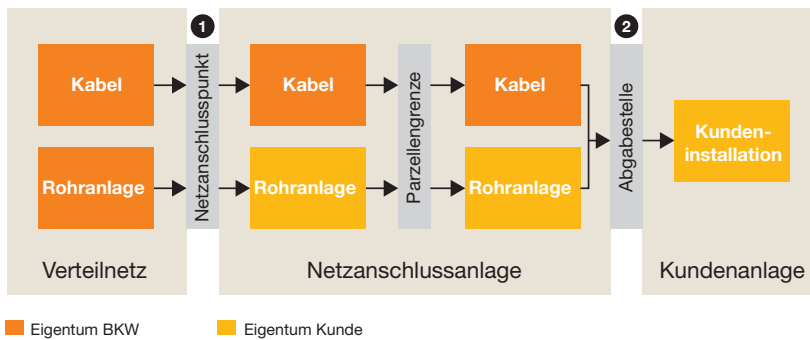 1
2
Kabel
Kabel
Kabel
Netzanschlusspunkt
Parzellengrenze
Abgabestelle
Kunden-
installation
Rohranlage
Rohranlage
Rohranlage
Verteilnetz
Netzanschlussanlage
Kundenanlage
Eigentum BKW
Eigentum Kunde